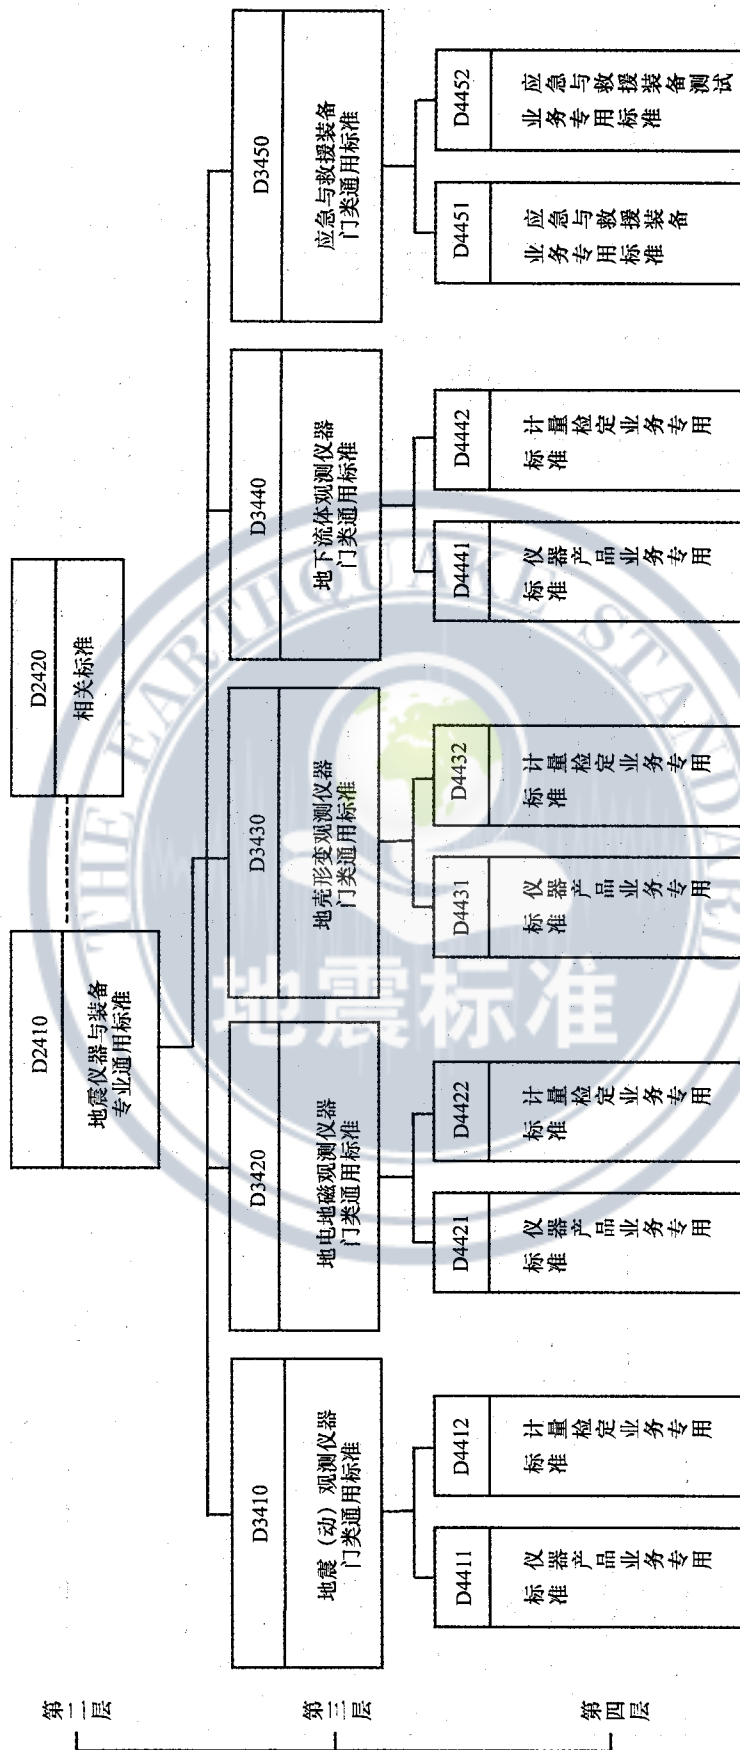 第二层
D2410
地震仪器与装备
专业通用标准
D2420
相关标准
第三层
D3410
地震（动）观测仪器
门类通用标准
D3420
地电地磁观测仪器
门类通用标准
D3430
地壳形变观测仪器
门类通用标准
D3440
地下流体观测仪器
门类通用标准
D3450
应急与救援装备
门类通用标准
第四层
D4411
仪器产品业务专用
标准
D4412
计量检定业务专用
标准
D4421
仪器产品业务专用
标准
D4422
计量检定业务专用
标准
D4431
仪器产品业务专用
标准
D4432
计量检定业务专用
标准
D4441
仪器产品业务专用
标准
D4442
计量检定业务专用
标准
D4451
应急与救援装备
业务专用标准
D4452
应急与救援装备测试
业务专用标准
THE EARTHQUAKE STANDARD
地震标准